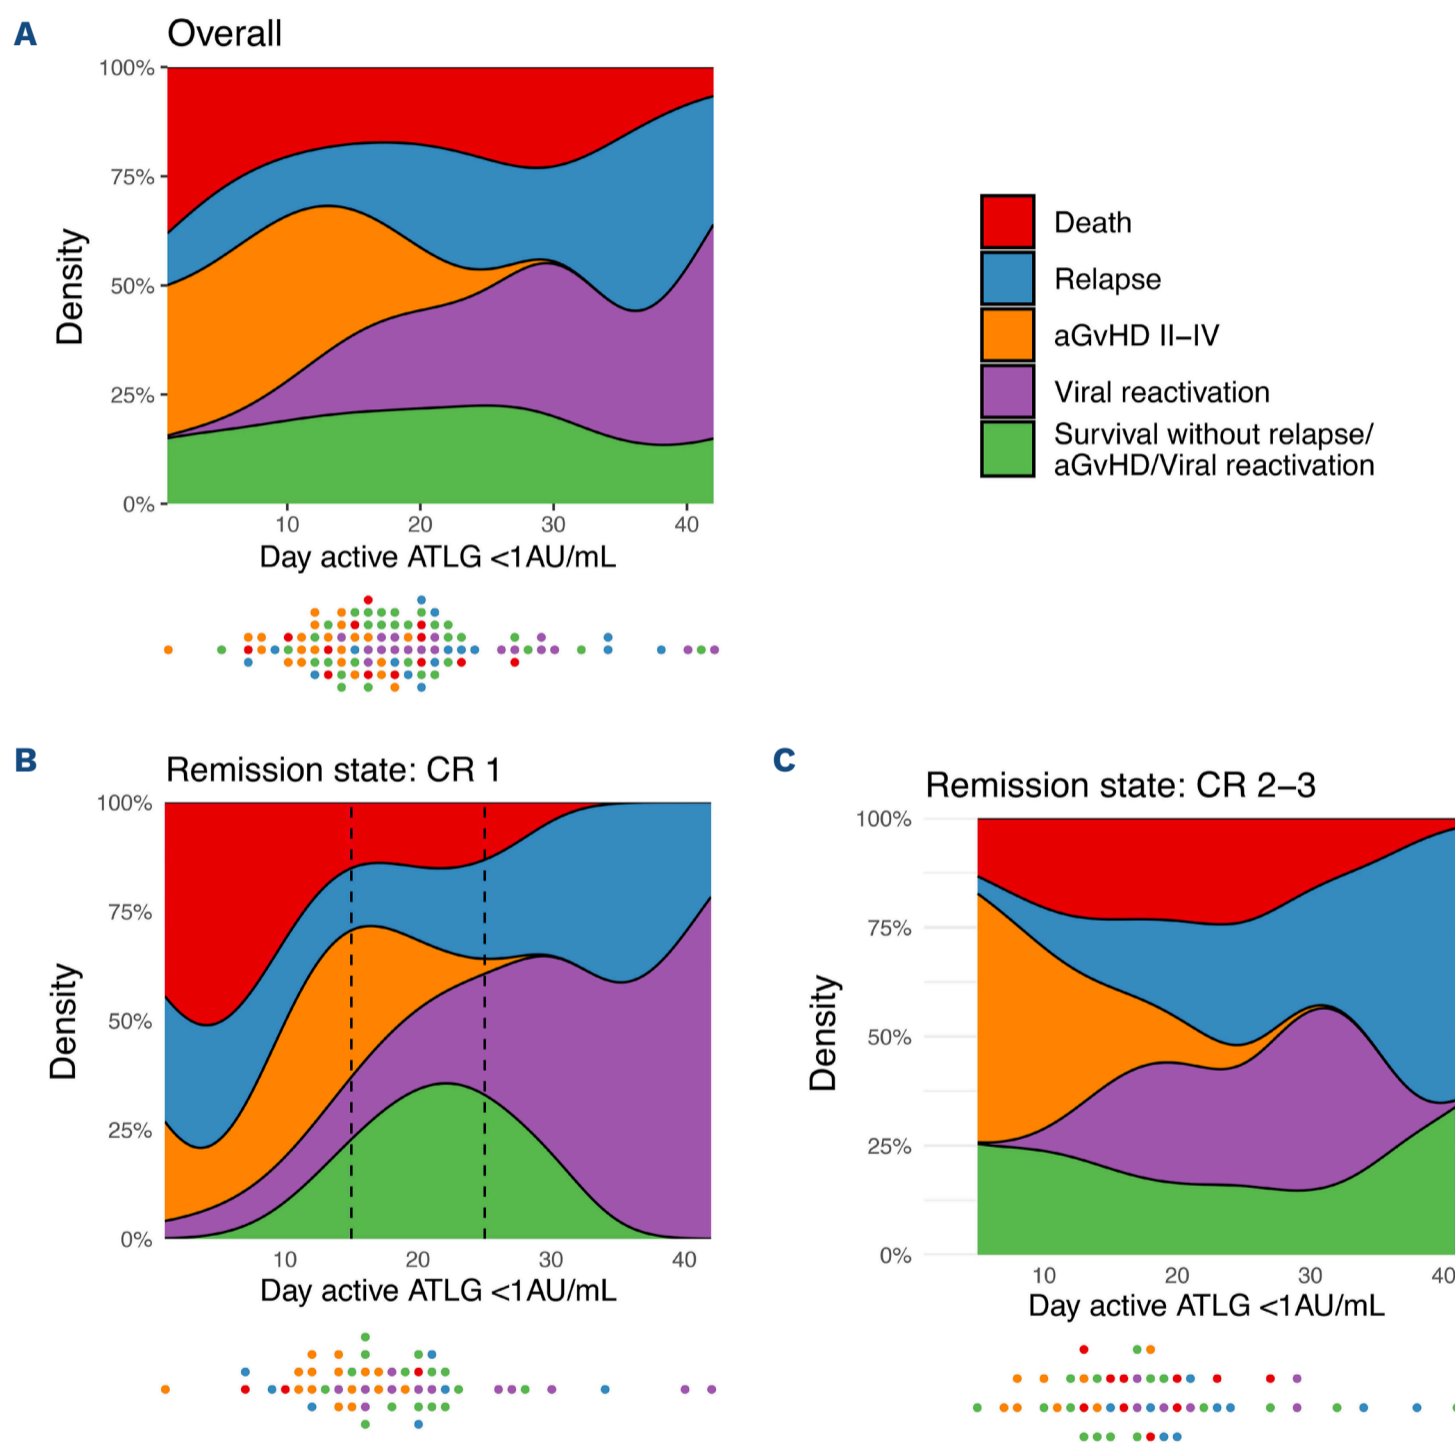 A
Overall
100%
75%
50%
25%
0%
Density
10 20 30 40
Day active ATLG <1AU/mL
Death
Relapse
aGvHD II–IV
Viral reactivation
Survival without relapse/
aGvHD/Viral reactivation
B
Remission state: CR 1
100%
75%
50%
25%
0%
Density
10 20 30 40
Day active ATLG <1AU/mL
C
Remission state: CR 2–3
100%
75%
50%
25%
0%
Density
10 20 30 40
Day active ATLG <1AU/mL